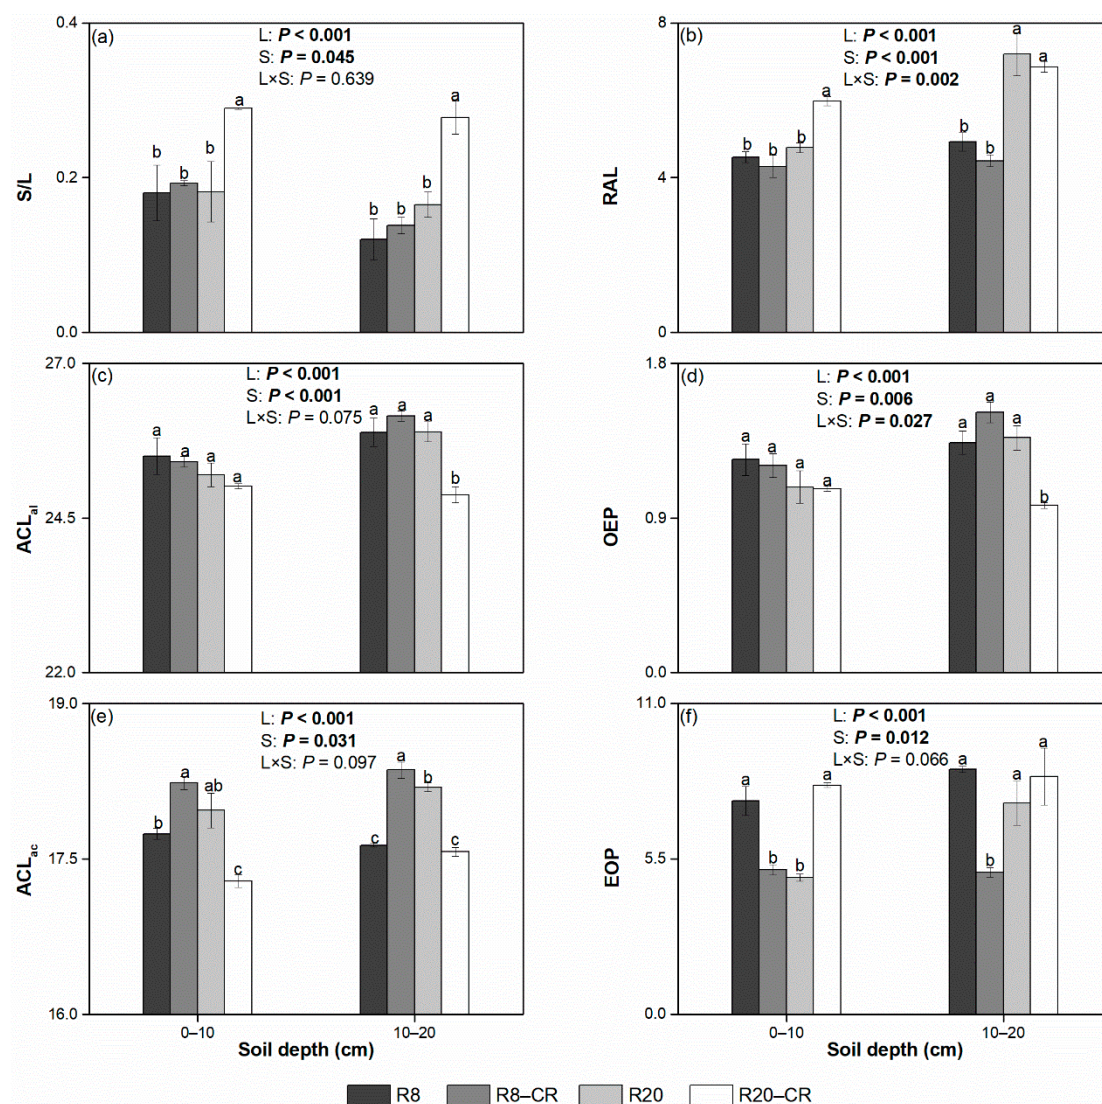 (a)
L: P < 0.001
S: P = 0.045
L×S: P = 0.639
0.4
0.2
0.0
S/L
b b b a
b b b a
(b)
L: P < 0.001
S: P < 0.001
L×S: P = 0.002
8
4
0
RAL
b b b a
b b a a
(c)
L: P < 0.001
S: P < 0.001
L×S: P = 0.075
27.0
24.5
22.0
ACLal
a a a a
a a a b
(d)
L: P < 0.001
S: P = 0.006
L×S: P = 0.027
1.8
0.9
0.0
OEP
a a a a
a a a b
(e)
L: P < 0.001
S: P = 0.031
L×S: P = 0.097
19.0
17.5
16.0
ACLac
b a ab c
c a b c
0–10 10–20
Soil depth (cm)
(f)
L: P < 0.001
S: P = 0.012
L×S: P = 0.066
11.0
5.5
0.0
EOP
a b b a
a b a a
0–10 10–20
Soil depth (cm)
R8 R8–CR R20 R20–CR